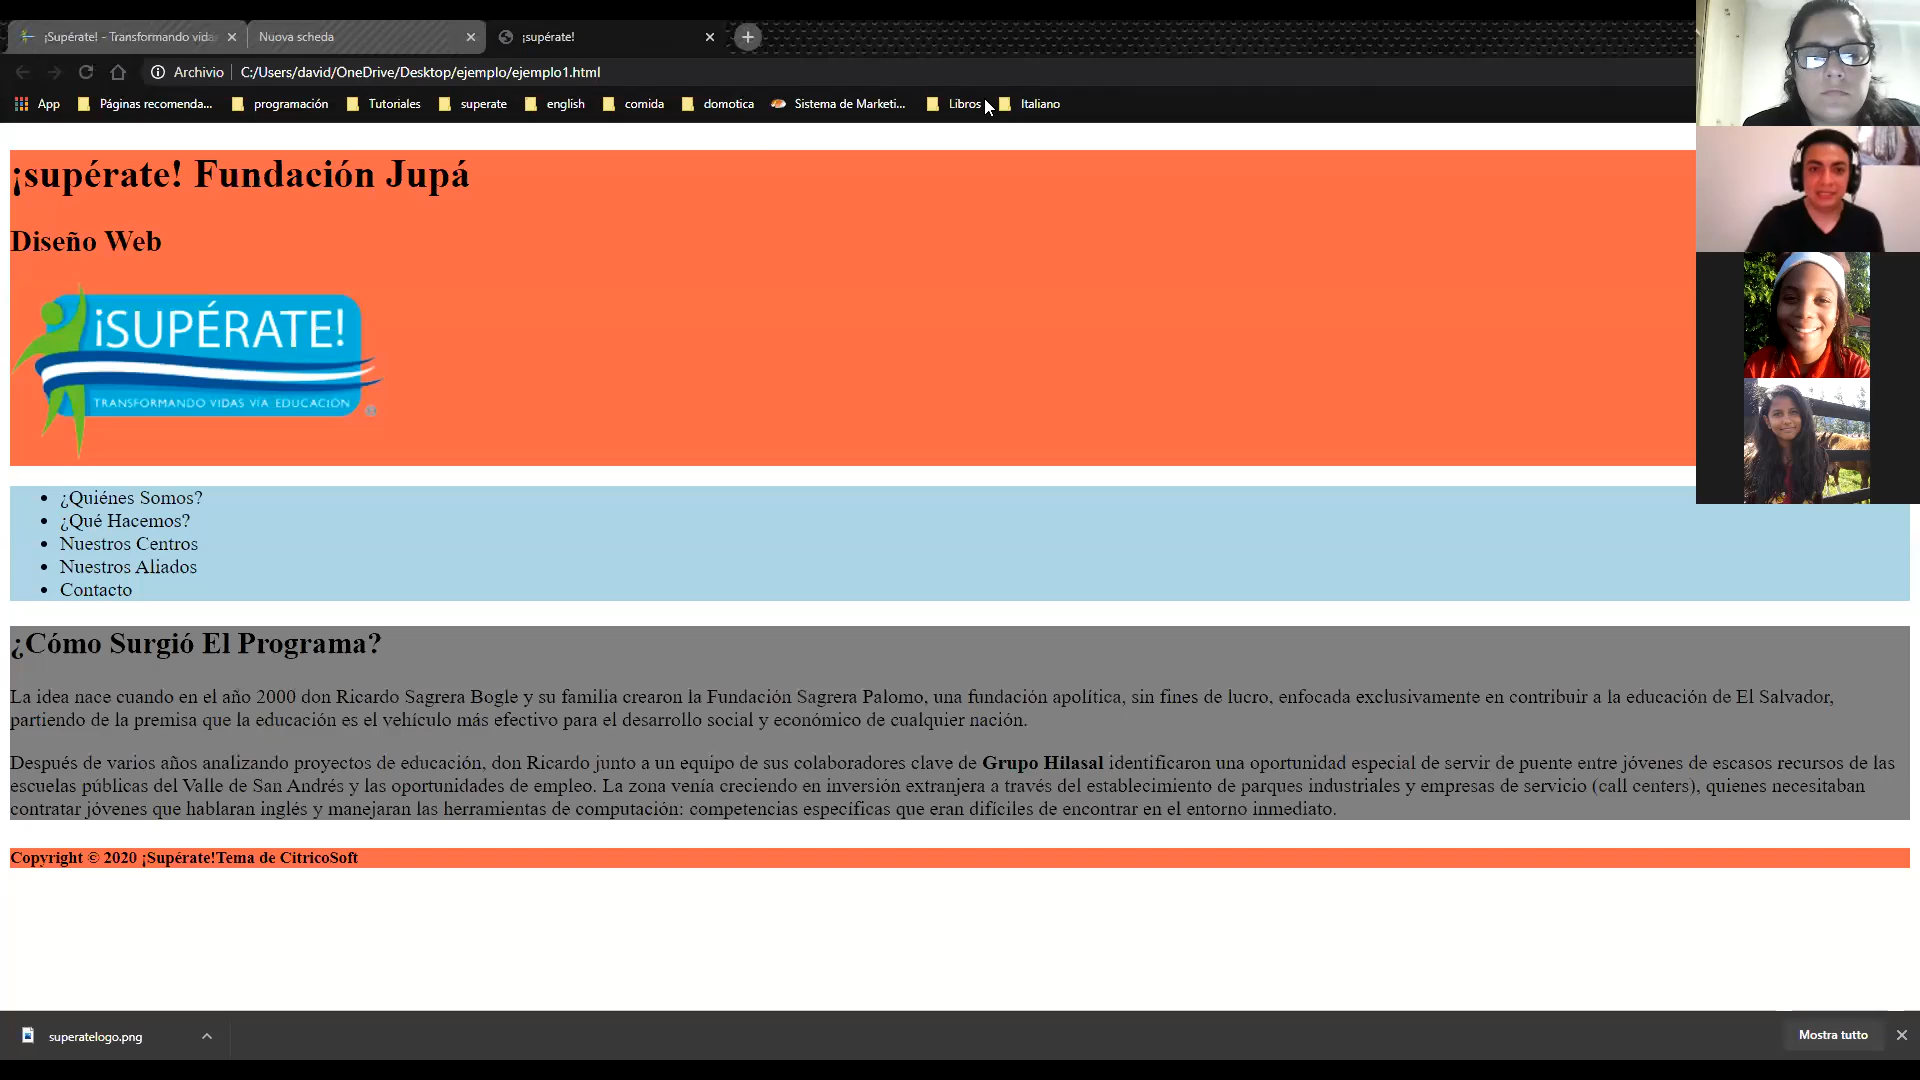 ¡Supérate! - Transformando vida
Nuova scheda
¡supérate!
Archivio
C:/Users/david/OneDrive/Desktop/ejemplo/ejemplo1.html
App
Páginas recomenda...
programación
Tutoriales
superate
english
comida
domotica
Sistema de Marketi...
Libros
Italiano
¡supérate! Fundación Jupá
Diseño Web
¡SUPÉRATE!
TRANSFORMANDO VIDAS VÍA EDUCACIÓN
®
¿Quiénes Somos?
¿Qué Hacemos?
Nuestros Centros
Nuestros Aliados
Contacto
¿Cómo Surgió El Programa?
La idea nace cuando en el año 2000 don Ricardo Sagrera Bogle y su familia crearon la Fundación Sagrera Palomo, una fundación apolítica, sin fines de lucro, enfocada exclusivamente en contribuir a la educación de El Salvador,
partiendo de la premisa que la educación es el vehículo más efectivo para el desarrollo social y económico de cualquier nación.
Después de varios años analizando proyectos de educación, don Ricardo junto a un equipo de sus colaboradores clave de Grupo Hilasal identificaron una oportunidad especial de servir de puente entre jóvenes de escasos recursos de las
escuelas públicas del Valle de San Andrés y las oportunidades de empleo. La zona venía creciendo en inversión extranjera a través del establecimiento de parques industriales y empresas de servicio (call centers), quienes necesitaban
contratar jóvenes que hablaran inglés y manejaran las herramientas de computación: competencias específicas que eran difíciles de encontrar en el entorno inmediato.
Copyright © 2020 ¡Supérate!Tema de CitricoSoft
superatelogo.png
Mostra tutto